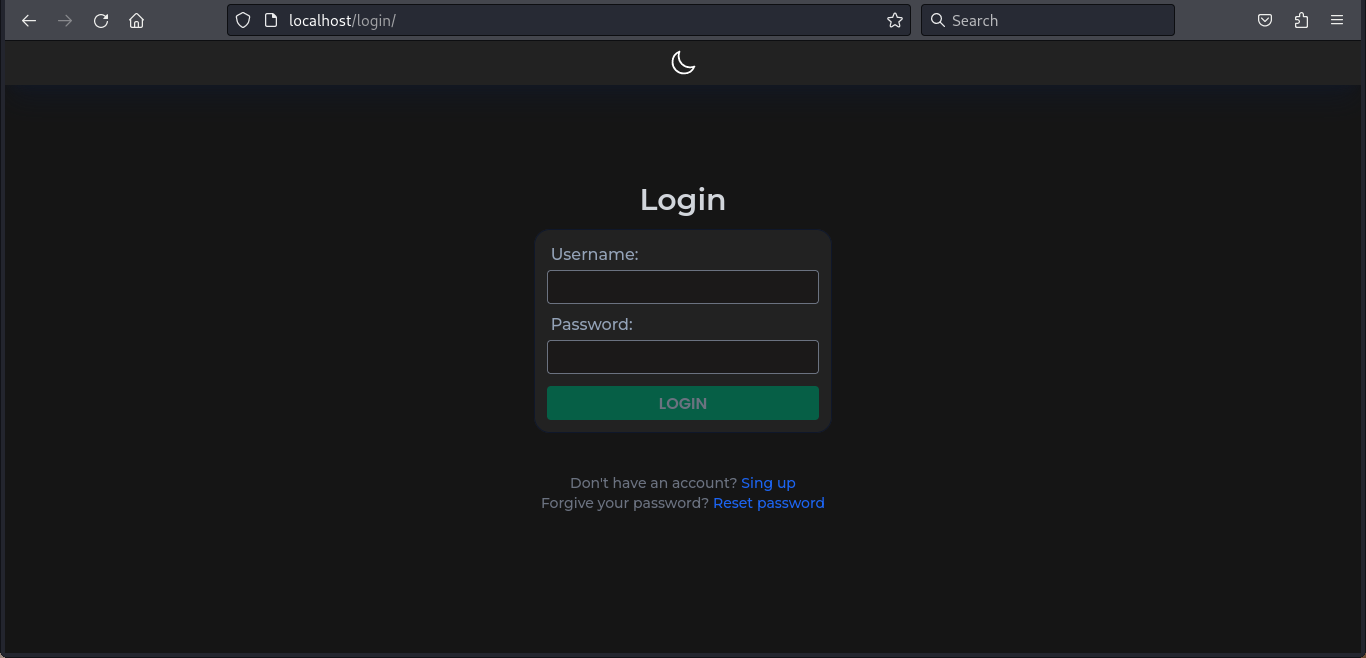 localhost/login/
Search
Login
Username:
Password:
LOGIN
Don't have an account? Sing up
Forgive your password? Reset password